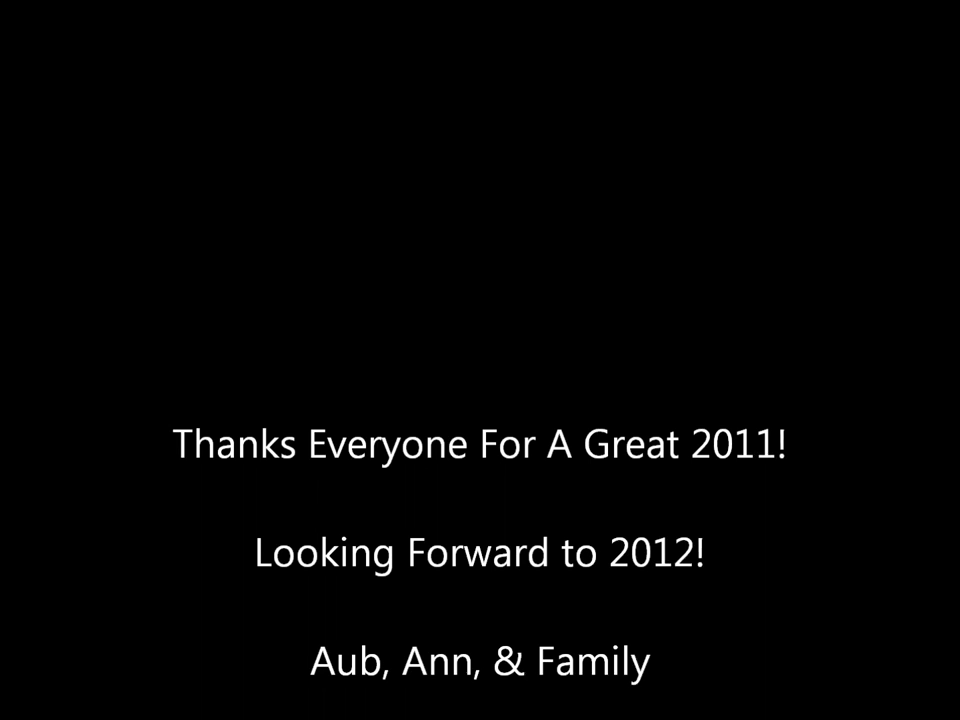 Thanks Everyone For A Great 2011!
Looking Forward to 2012!
Aub, Ann, & Family